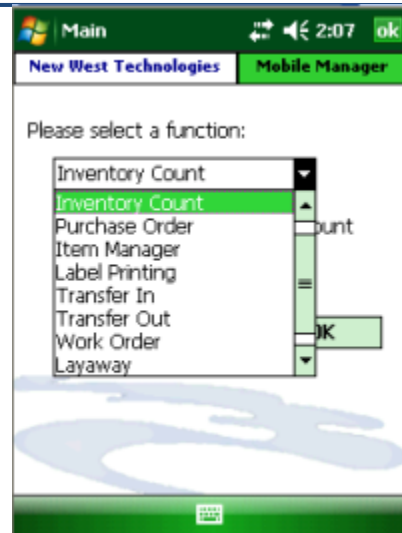 Main 2:07 ok
New West Technologies Mobile Manager
Please select a function:
Inventory Count
Inventory Count
Purchase Order
Item Manager
Label Printing
Transfer In
Transfer Out
Work Order
Layaway